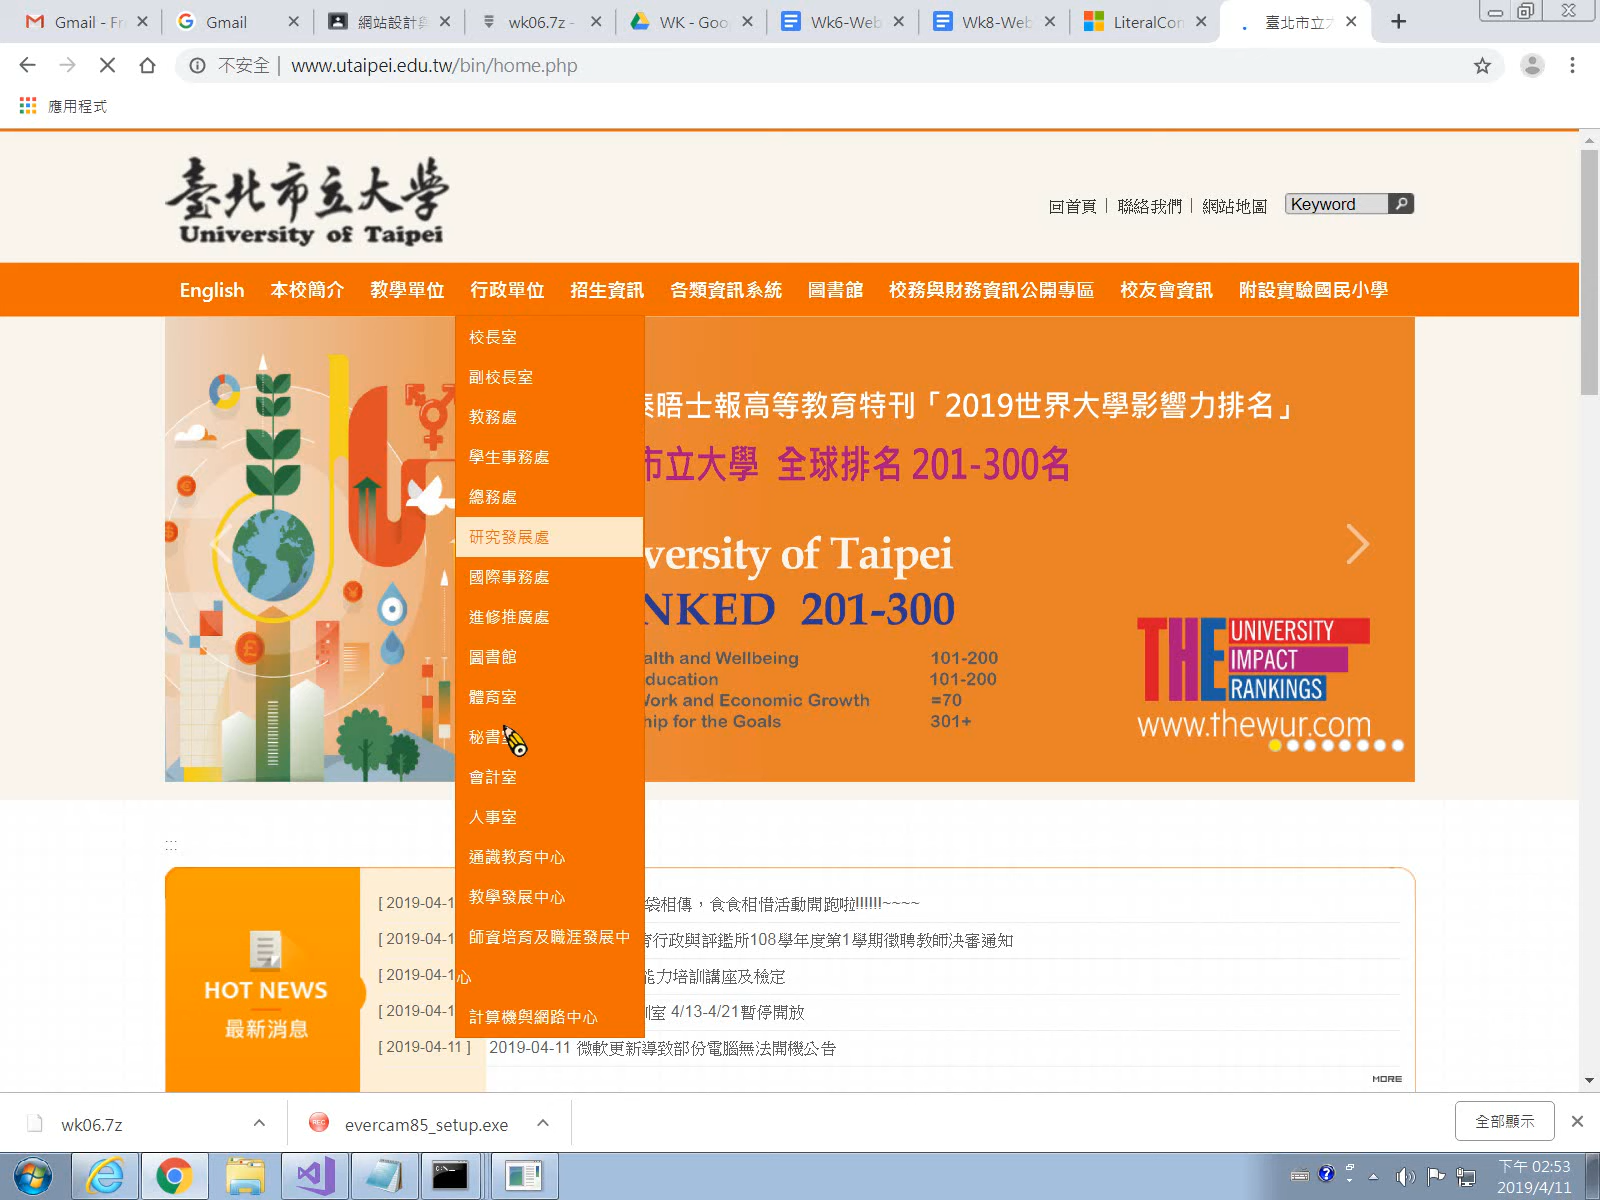 Gmail - Fr
Gmail
網站設計與
wk06.7z -
WK - Goo
Wk6-Web
Wk8-Web
LiteralCon
臺北市立大
不安全 | www.utaipei.edu.tw/bin/home.php
應用程式
臺北市立大學
University of Taipei
回首頁 | 聯絡我們 | 網站地圖
Keyword
English 本校簡介 教學單位 行政單位 招生資訊 各類資訊系統 圖書館 校務與財務資訊公開專區 校友會資訊 附設實驗國民小學
校長室
副校長室
教務處
學生事務處
總務處
研究發展處
國際事務處
進修推廣處
圖書館
體育室
秘書
會計室
人事室
通識教育中心
教學發展中心
師資培育及職涯發展中
心
計算機與網路中心
晤士報高等教育特刊「2019世界大學影響力排名」
市立大學 全球排名 201-300名
versity of Taipei
NKED 201-300
alth and Wellbeing 101-200
ducation 101-200
Work and Economic Growth =70
hip for the Goals 301+
THE UNIVERSITY
IMPACT
RANKINGS
www.thewur.com
:::
HOT NEWS
最新消息
[ 2019-04-1
袋相傳，食食相惜活動開跑啦!!!!!!~~~~
[ 2019-04-1
育行政與評鑑所108學年度第1學期徵聘教師決審通知
[ 2019-04-1
能力培訓講座及檢定
[ 2019-04-1
訓室 4/13-4/21暫停開放
[ 2019-04-11 ] 2019-04-11 微軟更新導致部份電腦無法開機公告
MORE
wk06.7z
evercam85_setup.exe
全部顯示
下午 02:53
2019/4/11